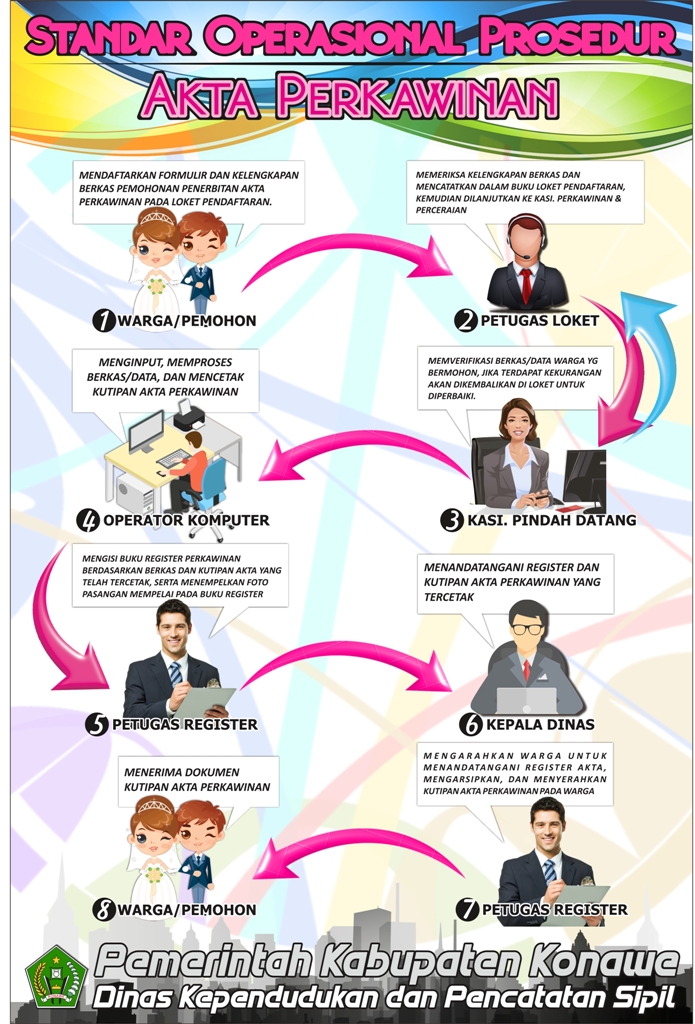 STANDAR OPERASIONAL PROSEDUR
AKTA PERKAWINAN
MENDAFTARKAN FORMULIR DAN KELENGKAPAN
BERKAS PEMOHONAN PENERBITAN AKTA
PERKAWINAN PADA LOKET PENDAFTARAN.
1 WARGA/PEMOHON
MEMERIKSA KELENGKAPAN BERKAS DAN
MENCATATKAN DALAM BUKU LOKET PENDAFTARAN,
KEMUDIAN DILANJUTKAN KE KASI. PERKAWINAN &
PERCERAIAN
2 PETUGAS LOKET
MEMVERIFIKASI BERKAS/DATA WARGA YG
BERMOHON, JIKA TERDAPAT KEKURANGAN
AKAN DIKEMBALIKAN DI LOKET UNTUK
DIPERBAIKI.
3 KASI. PINDAH DATANG
MENGINPUT, MEMPROSES
BERKAS/DATA, DAN MENCETAK
KUTIPAN AKTA PERKAWINAN
4 OPERATOR KOMPUTER
MENGISI BUKU REGISTER PERKAWINAN
BERDASARKAN BERKAS DAN KUTIPAN AKTA YANG
TELAH TERCETAK, SERTA MENEMPELKAN FOTO
PASANGAN MEMPELAI PADA BUKU REGISTER
5 PETUGAS REGISTER
MENANDATANGANI REGISTER DAN
KUTIPAN AKTA PERKAWINAN YANG
TERCETAK
6 KEPALA DINAS
MENGARAHKAN WARGA UNTUK
MENANDATANGANI REGISTER AKTA,
MENGARSIPKAN, DAN MENYERAHKAN
KUTIPAN AKTA PERKAWINAN PADA WARGA
7 PETUGAS REGISTER
MENERIMA DOKUMEN
KUTIPAN AKTA PERKAWINAN
8 WARGA/PEMOHON
Pemerintah Kabupaten Konawe
Dinas Kependudukan dan Pencatatan Sipil